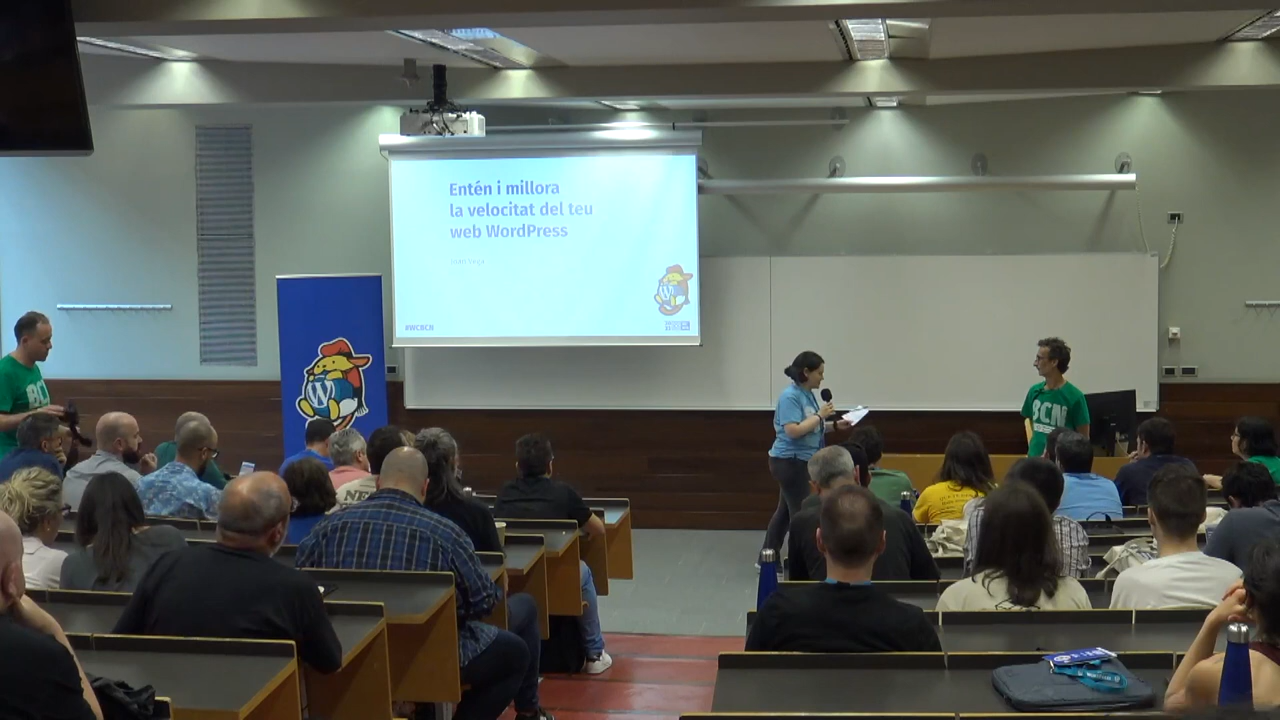 Entén i millora
la velocitat del teu
web WordPress
#WCBCN
BCN
BCN